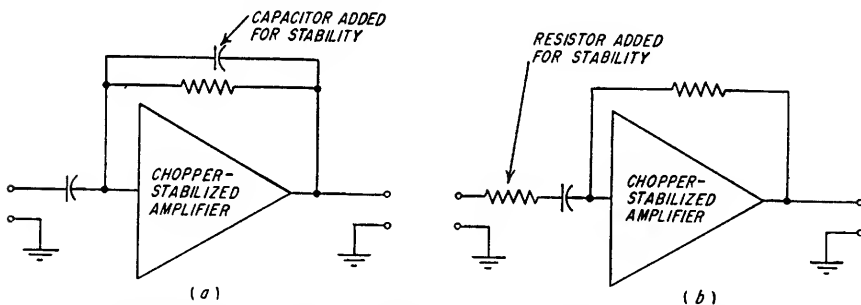 CAPACITOR ADDED
FOR STABILITY
CHOPPER-
STABILIZED
AMPLIFIER
(a)
RESISTOR ADDED
FOR STABILITY
CHOPPER-
STABILIZED
AMPLIFIER
(b)